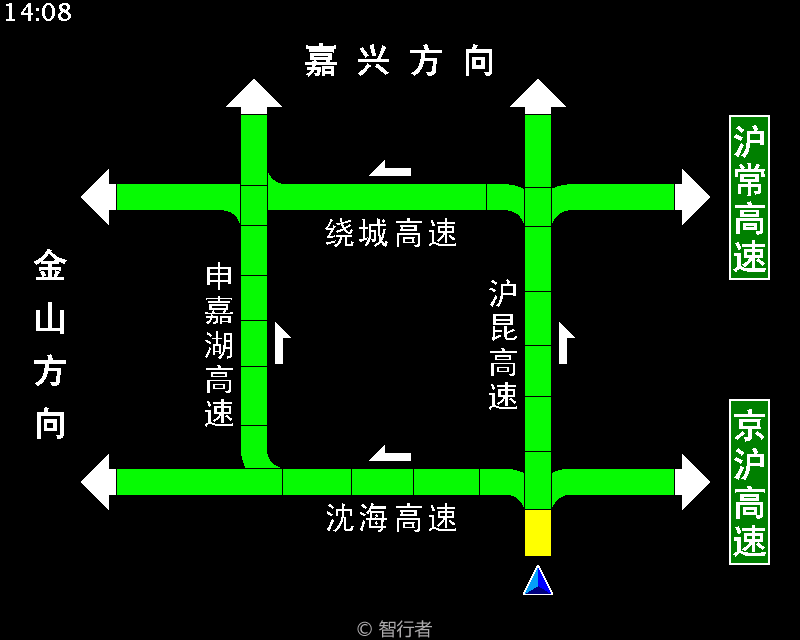 14:08
嘉兴方向
沪常高速
绕城高速
金山方向
申嘉湖高速
沪昆高速
京沪高速
沈海高速
© 智行者